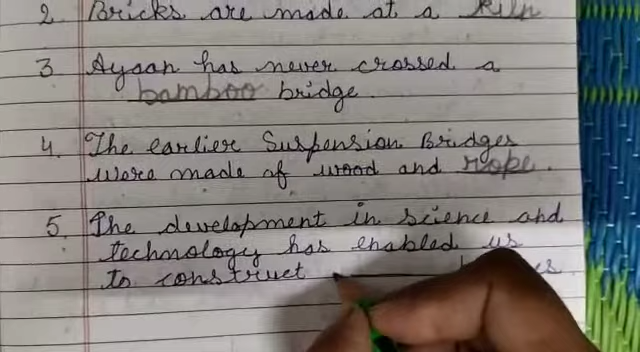 2. Bricks are made at a kiln
3 Ayaan has never crossed a
bamboo bridge.
4. The earlier Suspension Bridges
were made of wood and rope.
5. The development in science and
technology has enabled us
to construct